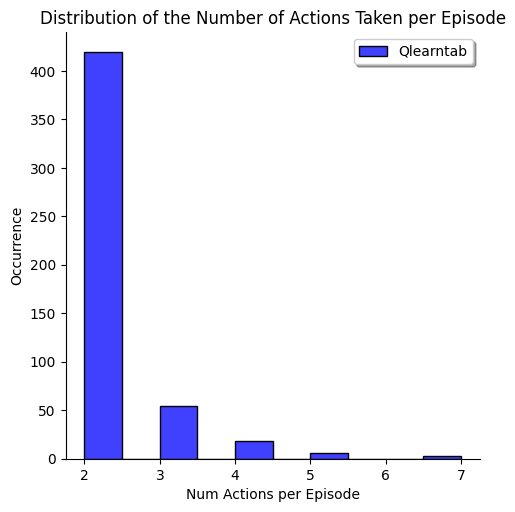 Distribution of the Number of Actions Taken per Episode
Qlearntab
400
350
300
250
200
150
100
50
0
Occurrence
2 3 4 5 6 7
Num Actions per Episode